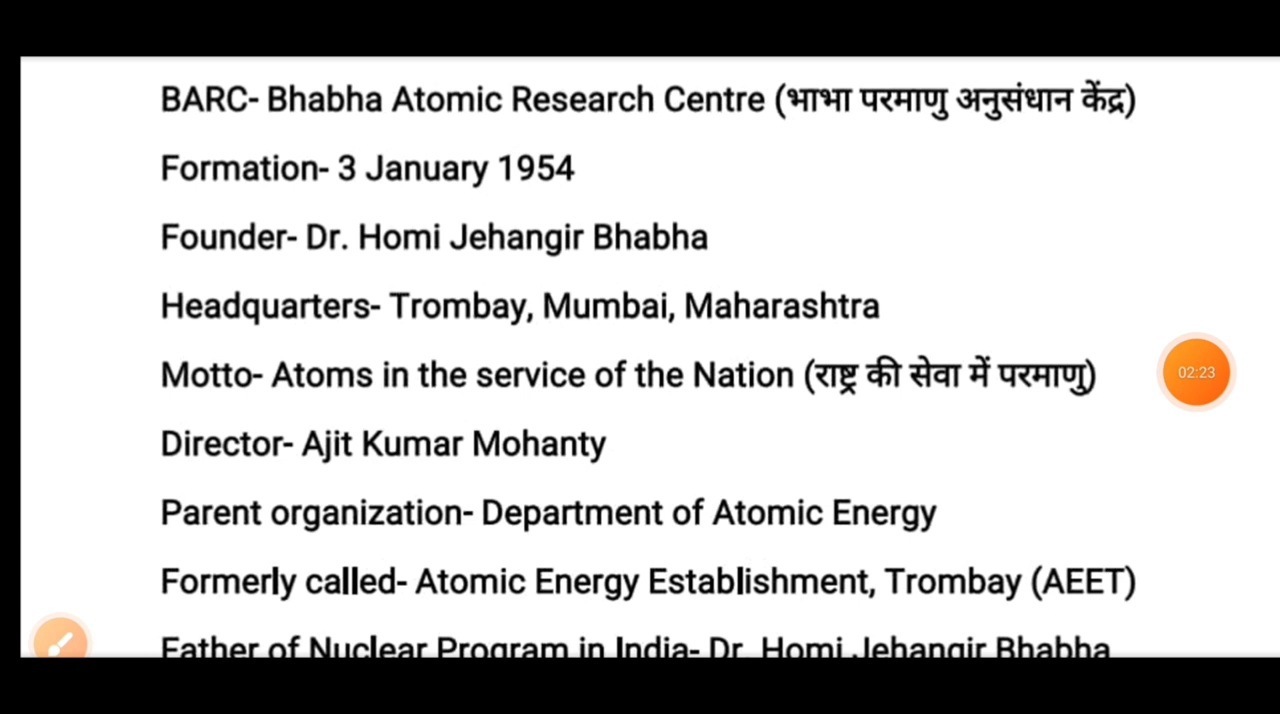 BARC- Bhabha Atomic Research Centre (भाभा परमाणु अनुसंधान केंद्र)
Formation- 3 January 1954
Founder- Dr. Homi Jehangir Bhabha
Headquarters- Trombay, Mumbai, Maharashtra
Motto- Atoms in the service of the Nation (राष्ट्र की सेवा में परमाणु)
02:23
Director- Ajit Kumar Mohanty
Parent organization- Department of Atomic Energy
Formerly called- Atomic Energy Establishment, Trombay (AEET)
Father of Nuclear Program in India- Dr. Homi Jehangir Bhabha